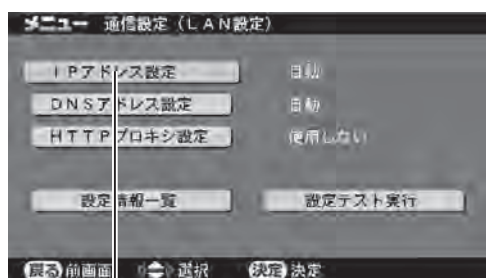 メニュー 通信設定(LAN設定)
IPアドレス設定 自動
DNSアドレス設定 自動
HTTPプロキシ設定 使用しない
設定情報一覧 設定テスト実行
戻る 前画面 選択 決定 決定